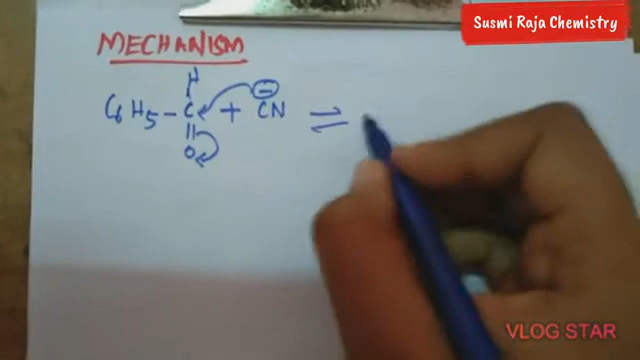 Susmi Raja Chemistry
MECHANISM
H
C6H5-C + CN ⇌
||
O
VLOG STAR